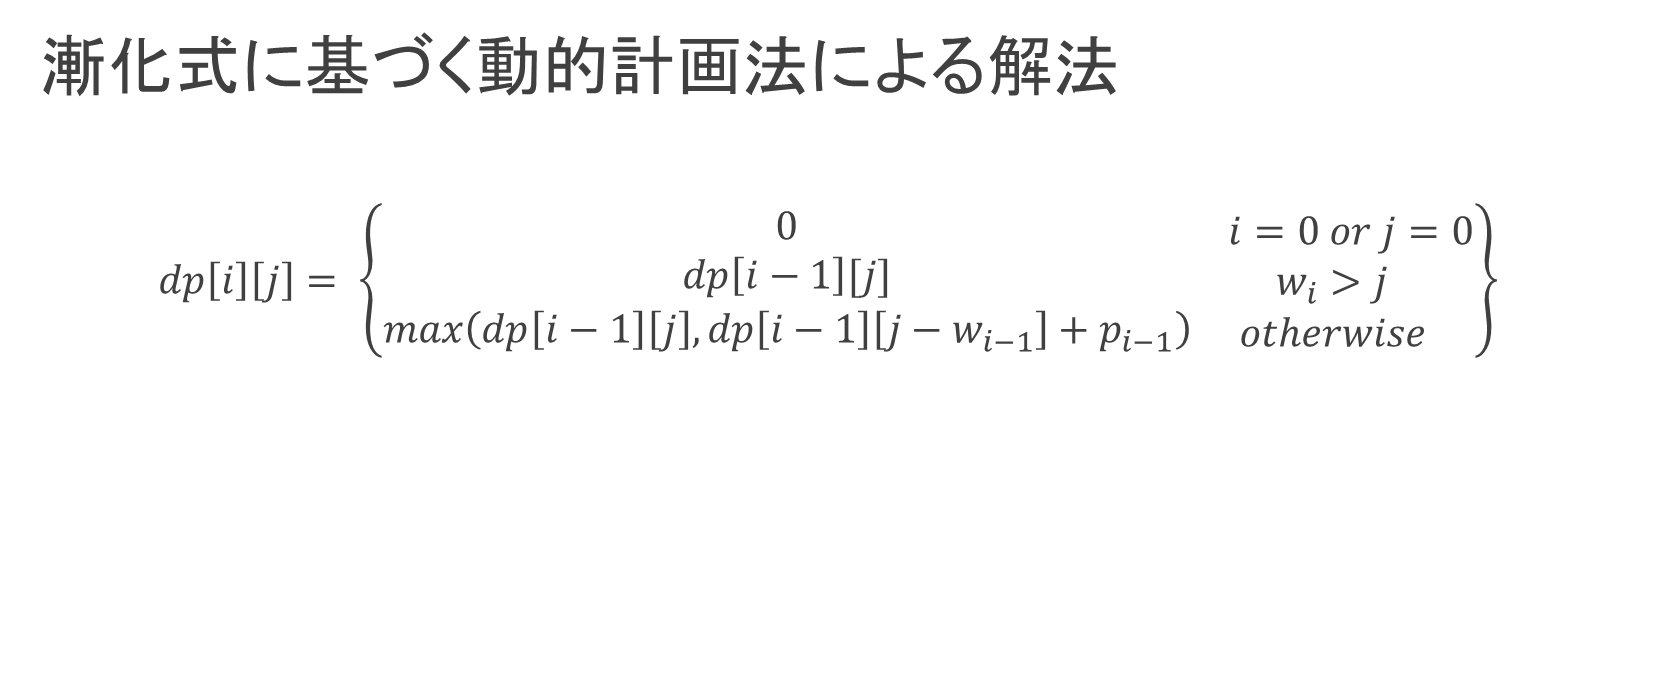 漸化式に基づく動的計画法による解法
0 i = 0 or j = 0
dp[i][j] = { dp[i − 1][j] w_i > j }
max(dp[i − 1][j], dp[i − 1][j − w_{i−1}] + p_{i−1}) otherwise